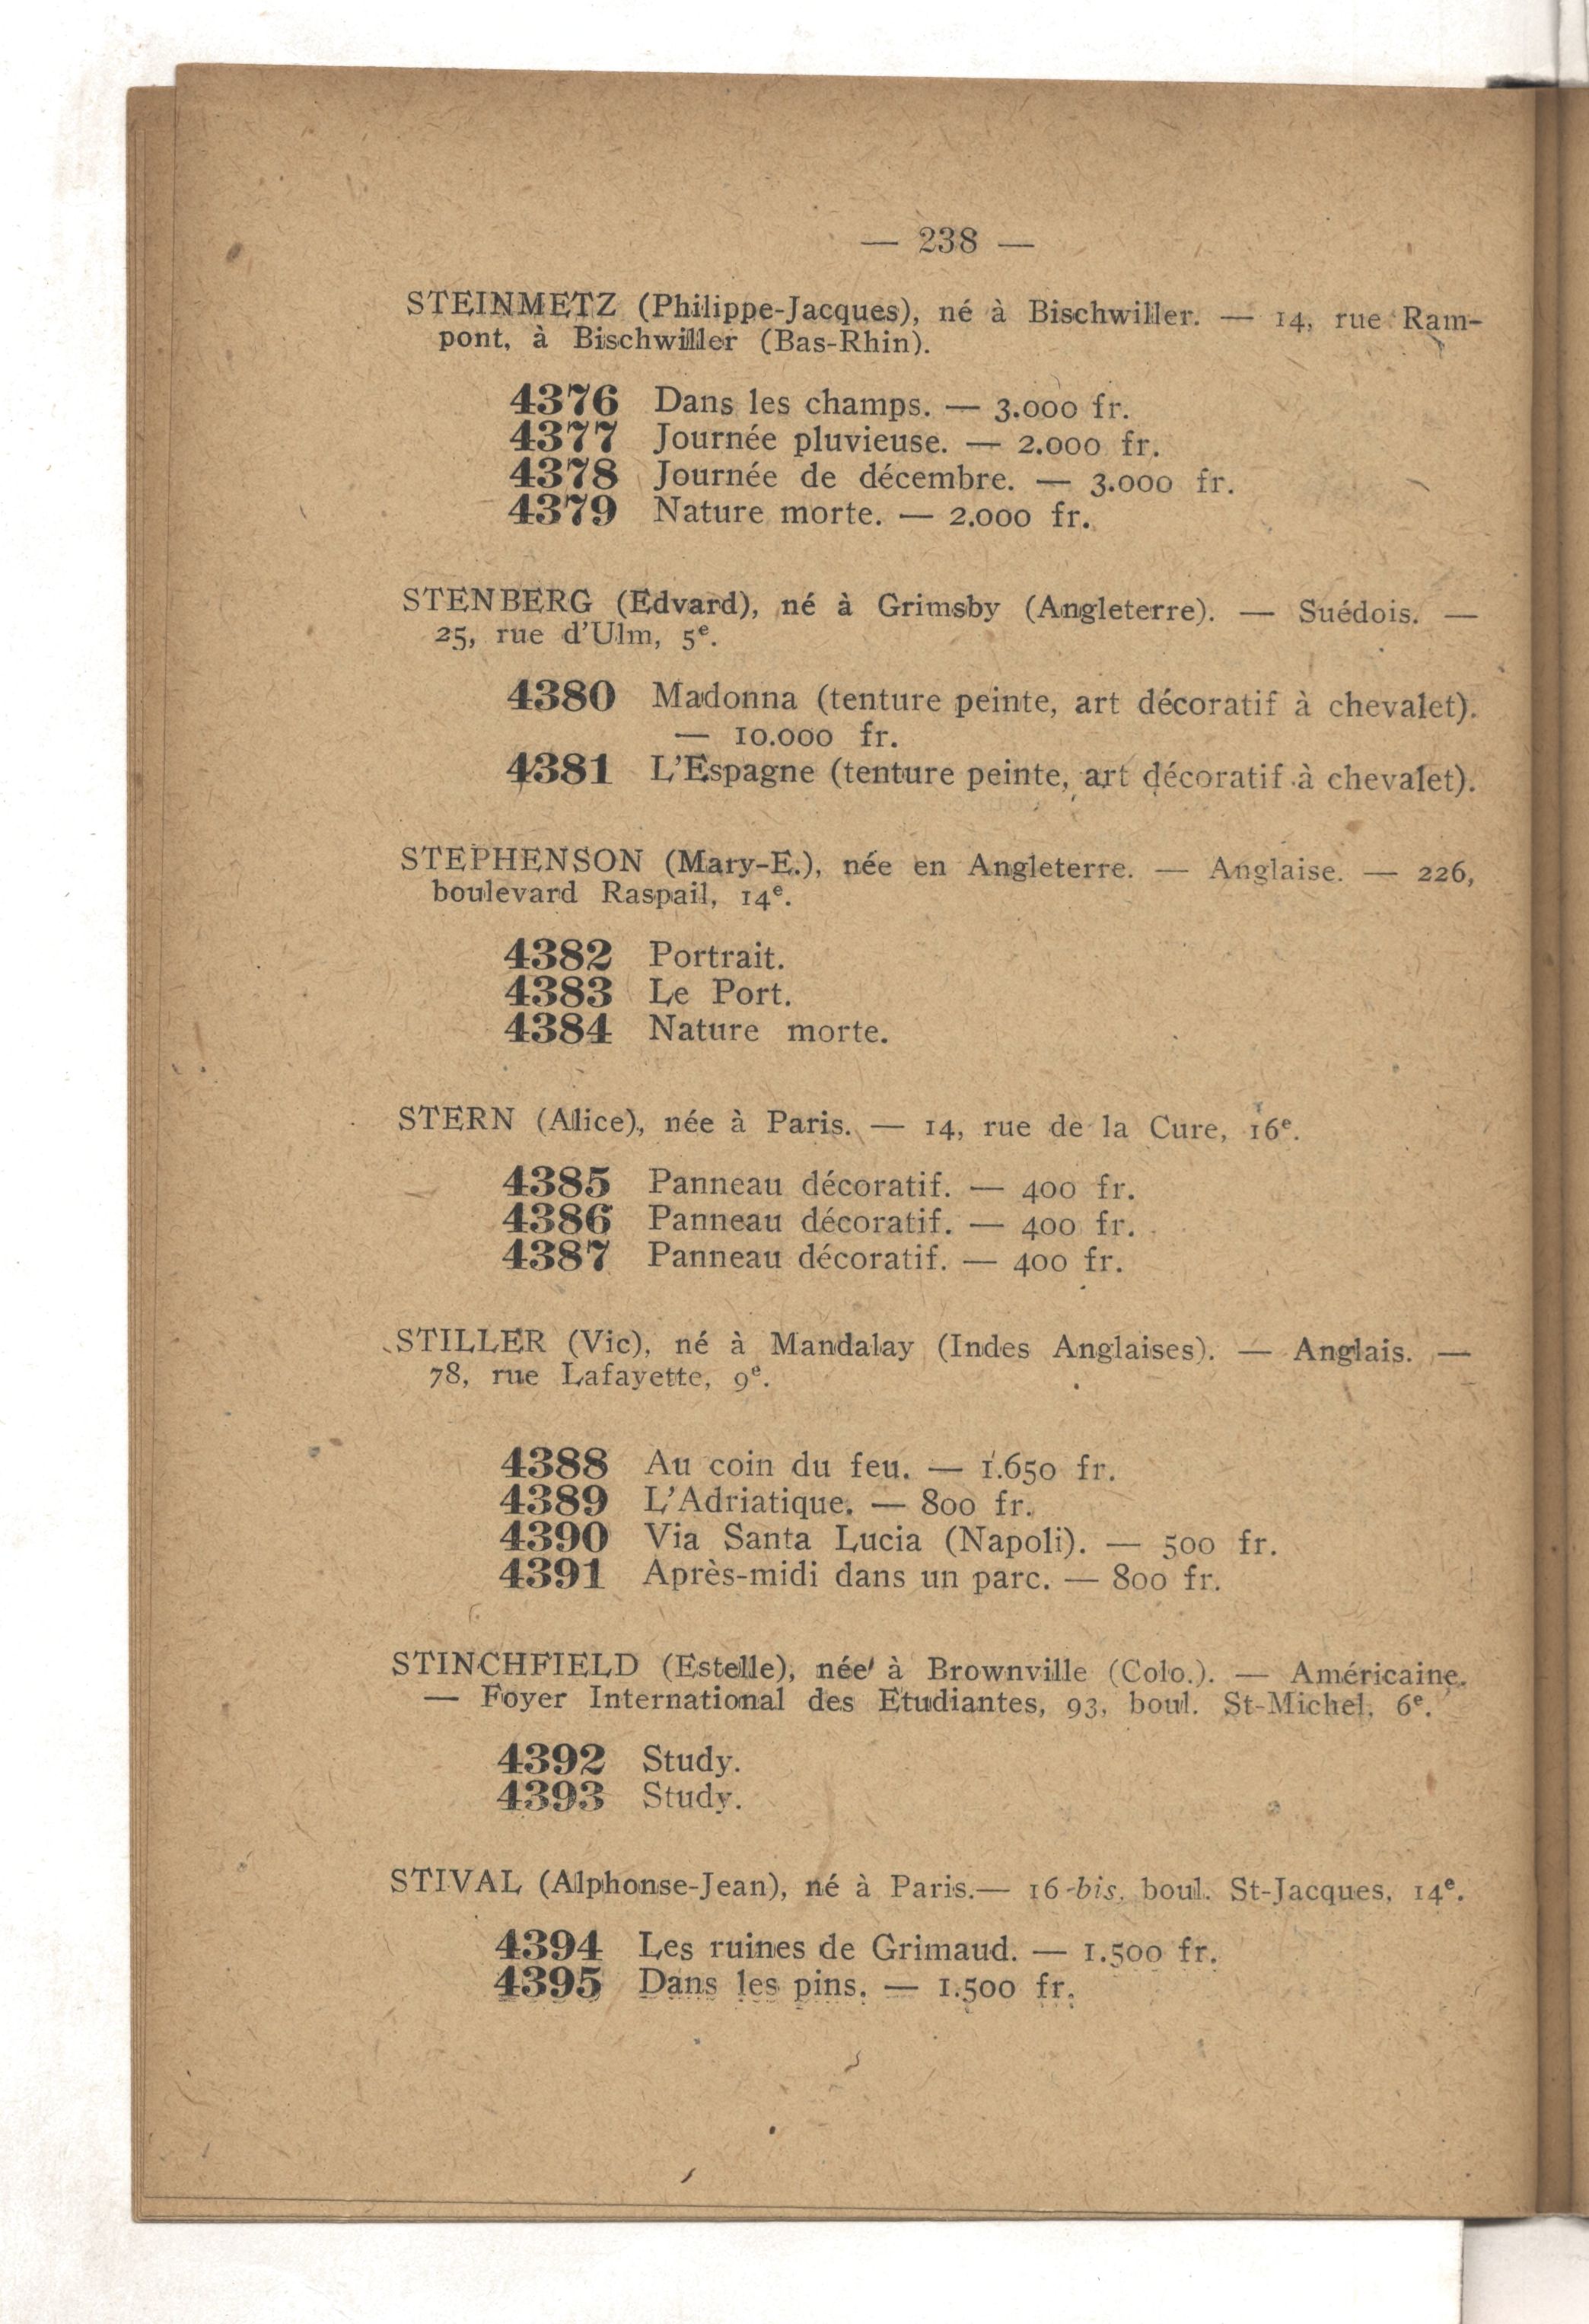 — 238 —
STEINMETZ (Philippe-Jacques), né à Bischwiller. — 14, rue Ram-
pont, à Bischwiller (Bas-Rhin).
4376 Dans les champs. — 3.000 fr.
4377 Journée pluvieuse. — 2.000 fr.
4378 Journée de décembre. — 3.000 fr.
4379 Nature morte. — 2.000 fr.
STENBERG (Edvard), né à Grimsby (Angleterre). — Suédois. —
25, rue d'Ulm, 5e.
4380 Madonna (tenture peinte, art décoratif à chevalet).
— 10.000 fr.
4381 L'Espagne (tenture peinte, art décoratif à chevalet).
STEPHENSON (Mary-E.), née en Angleterre. — Anglaise. — 226,
boulevard Raspail, 14e.
4382 Portrait.
4383 Le Port.
4384 Nature morte.
STERN (Alice), née à Paris. — 14, rue de la Cure, 16e.
4385 Panneau décoratif. — 400 fr.
4386 Panneau décoratif. — 400 fr.
4387 Panneau décoratif. — 400 fr.
STILLER (Vic), né à Mandalay (Indes Anglaises). — Anglais. —
78, rue Lafayette, 9e.
4388 Au coin du feu. — 1.650 fr.
4389 L'Adriatique. — 800 fr.
4390 Via Santa Lucia (Napoli). — 500 fr.
4391 Après-midi dans un parc. — 800 fr.
STINCHFIELD (Estelle), née à Brownville (Colo.). — Américaine.
— Foyer International des Etudiantes, 93, boul. St-Michel, 6e.
4392 Study.
4393 Study.
STIVAL (Alphonse-Jean), né à Paris.— 16-bis, boul. St-Jacques, 14e.
4394 Les ruines de Grimaud. — 1.500 fr.
4395 Dans les pins. — 1.500 fr.